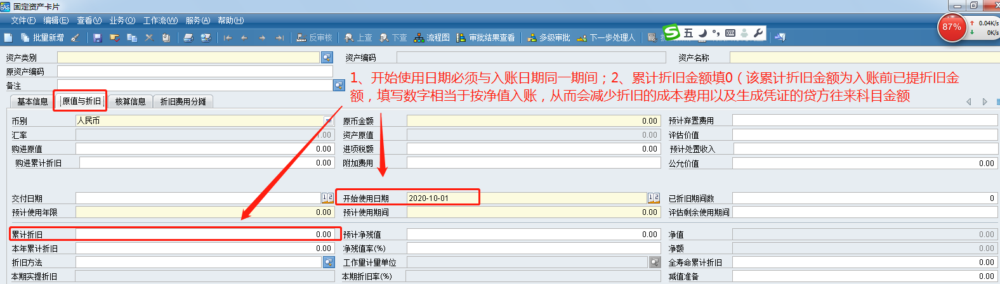 EAS 固定资产卡片
文件(F) 编辑(E) 查看(V) 业务(O) 工作流(W) 服务(A) 帮助(H)
87% 0.04K/s
0K/s
批量新增 反审核 上查 下查 流程图 审批结果查看 多级审批 下一步处理人
S 五
资产类别 资产编码 资产名称
原资产编码
备注
1、开始使用日期必须与入账日期同一期间；2、累计折旧金额填0（该累计折旧金额为入账前已提折旧金
额，填写数字相当于按净值入账，从而会减少折旧的成本费用以及生成凭证的贷方往来科目金额
基本信息 原值与折旧 核算信息 折旧费用分摊
币别 人民币 原币金额 0.00 预计弃置费用
汇率 1.00 资产原值 0.00 评估价值
购进原值 0.00 进项税额 0.00 预计处置收入
购进累计折旧 0.00 附加费用 公允价值 0.00
交付日期 开始使用日期 2020-10-01 已折旧期间数 0
预计使用年限 0.00 预计使用期间 0.00 评估剩余使用期间
累计折旧 0.00 预计净残值 0.00 净值 0.00
本年累计折旧 0.00 净残值率(%) 净额 0.00
折旧方法 工作量计量单位 全寿命累计折旧 0.00
本期实提折旧 本期折旧率(%) 减值准备 0.00